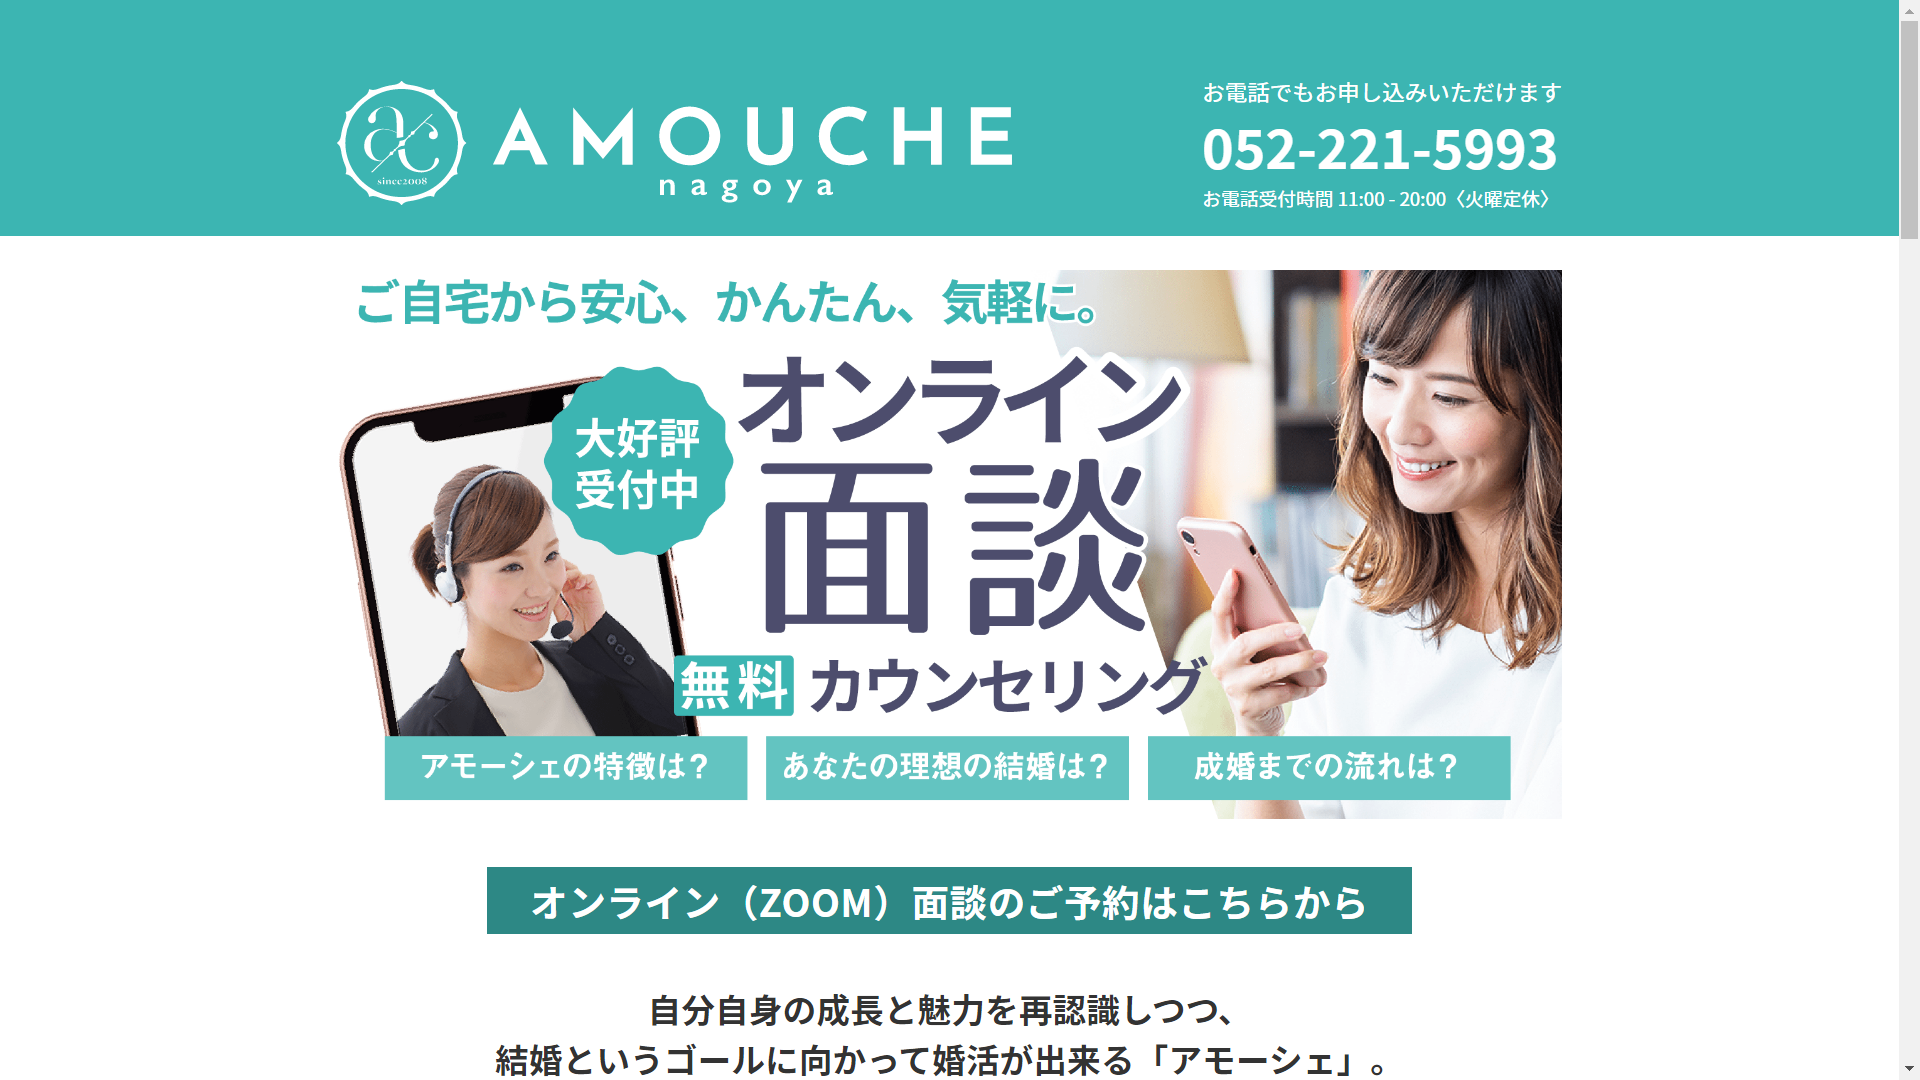 ac
since2008
AMOUCHE
nagoya
お電話でもお申し込みいただけます
052-221-5993
お電話受付時間 11:00 - 20:00〈火曜定休〉
ご自宅から安心、かんたん、気軽に。
大好評
受付中
オンライン
面談
無料 カウンセリング
アモーシェの特徴は?
あなたの理想の結婚は?
成婚までの流れは?
オンライン（ZOOM）面談のご予約はこちらから
自分自身の成長と魅力を再認識しつつ、
結婚というゴールに向かって婚活が出来る「アモーシェ」。